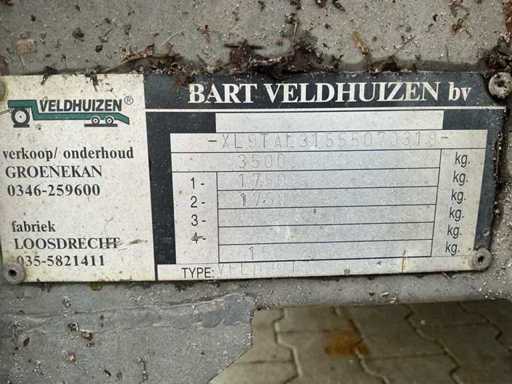 VELDHUIZEN®
verkoop/ onderhoud
GROENEKAN
0346-259600
fabriek
LOOSDRECHT
035-5821411
BART VELDHUIZEN bv
3500 kg.
1- kg.
2- kg.
3- kg.
4- kg.
kg.
TYPE: